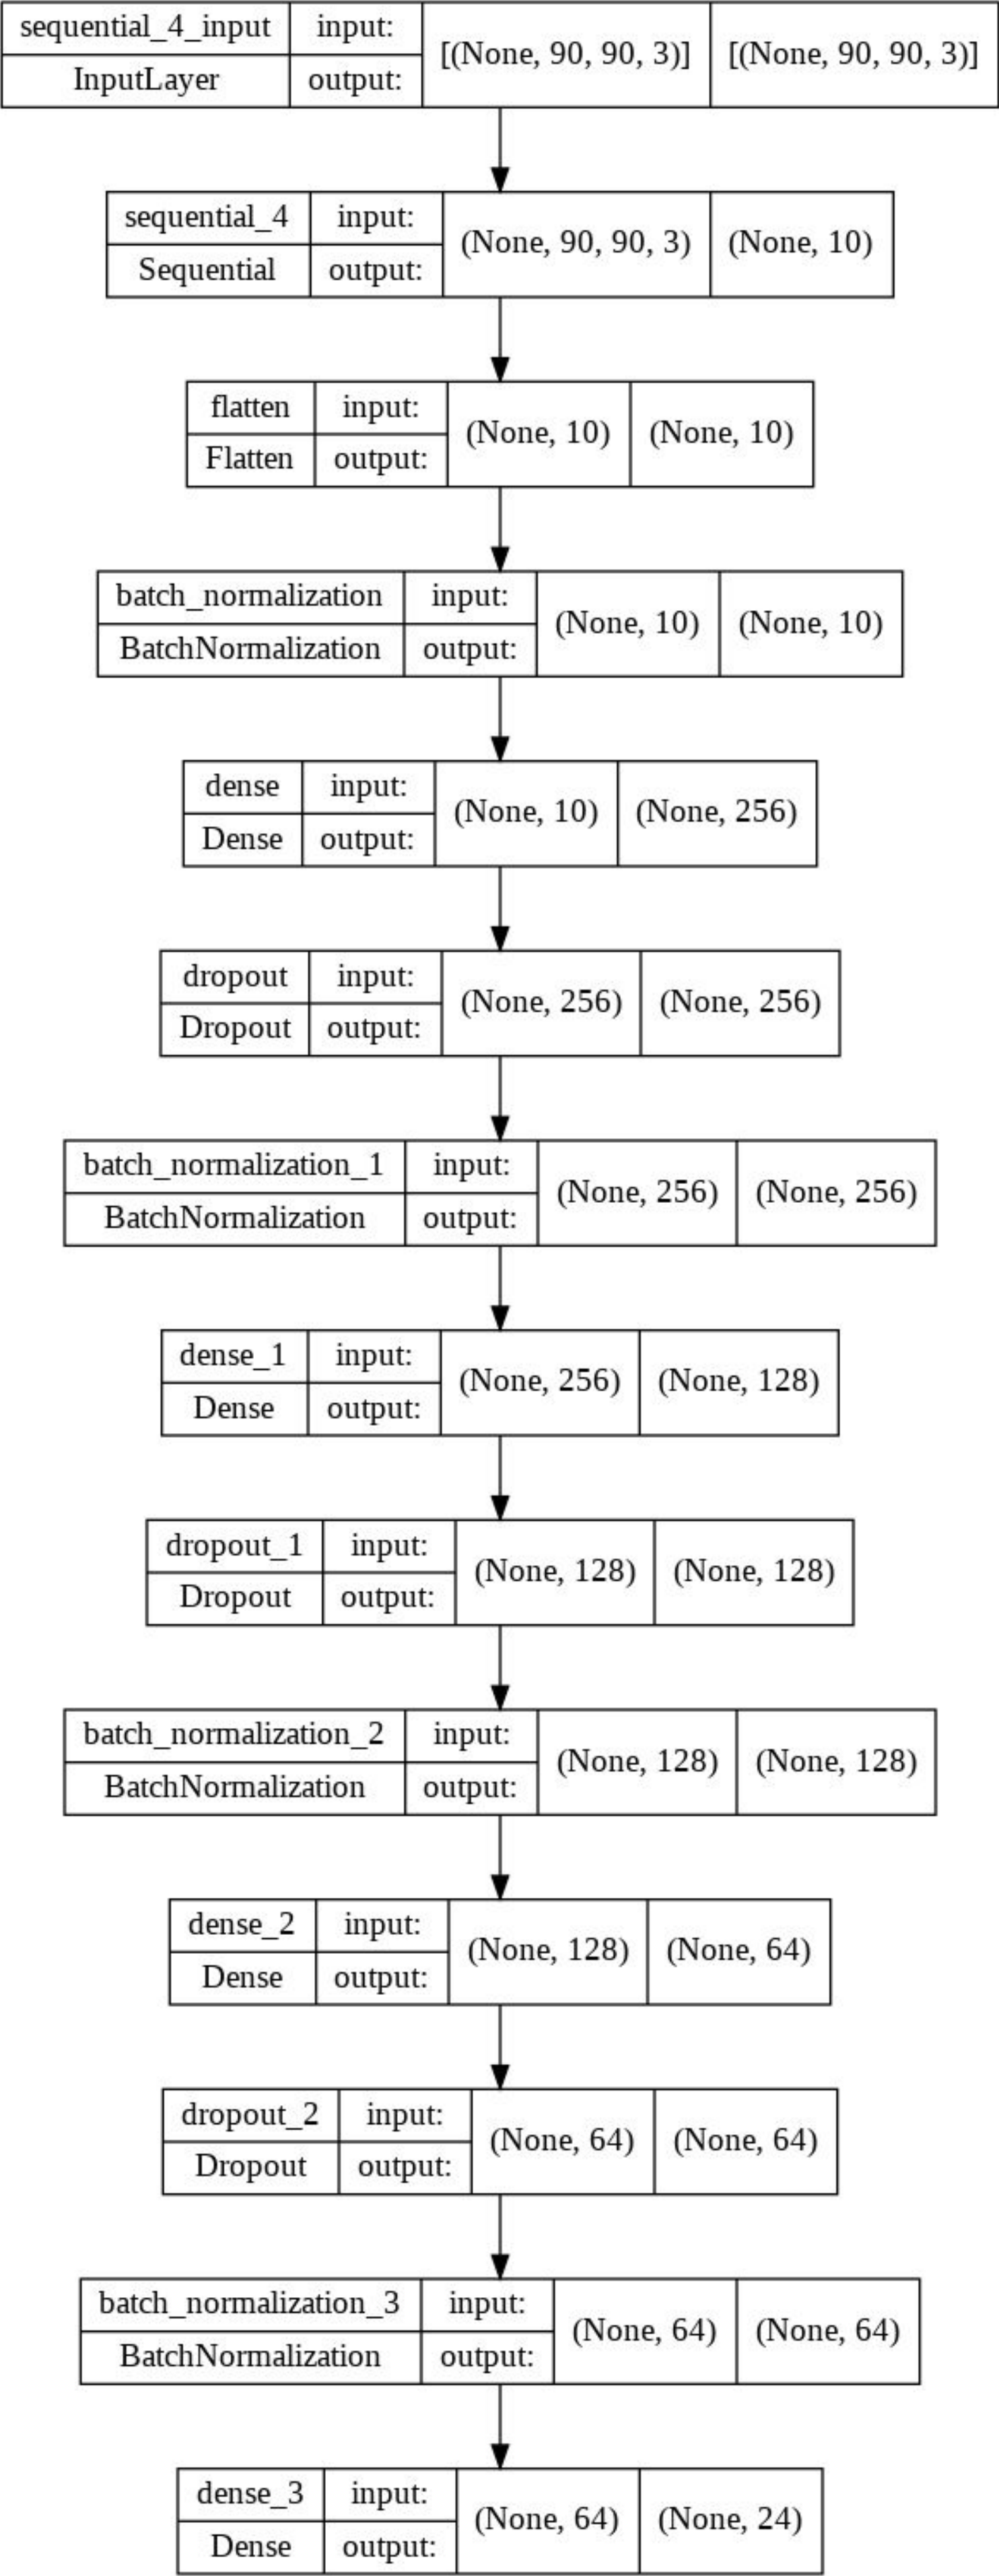 sequential_4_input input: [(None, 90, 90, 3)] [(None, 90, 90, 3)]
InputLayer output:
sequential_4 input: (None, 90, 90, 3) (None, 10)
Sequential output:
flatten input: (None, 10) (None, 10)
Flatten output:
batch_normalization input: (None, 10) (None, 10)
BatchNormalization output:
dense input: (None, 10) (None, 256)
Dense output:
dropout input: (None, 256) (None, 256)
Dropout output:
batch_normalization_1 input: (None, 256) (None, 256)
BatchNormalization output:
dense_1 input: (None, 256) (None, 128)
Dense output:
dropout_1 input: (None, 128) (None, 128)
Dropout output:
batch_normalization_2 input: (None, 128) (None, 128)
BatchNormalization output:
dense_2 input: (None, 128) (None, 64)
Dense output:
dropout_2 input: (None, 64) (None, 64)
Dropout output:
batch_normalization_3 input: (None, 64) (None, 64)
BatchNormalization output:
dense_3 input: (None, 64) (None, 24)
Dense output: